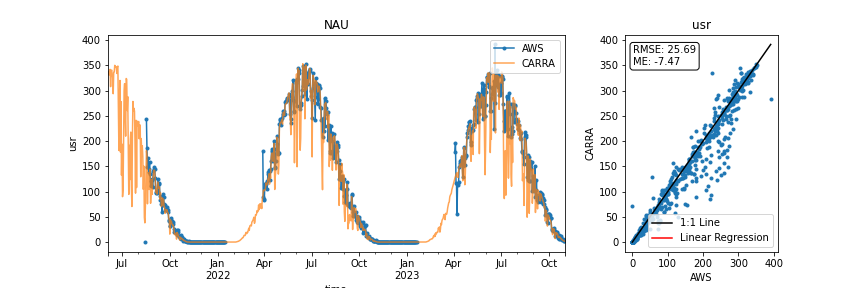 NAU
usr
400
350
300
250
200
150
100
50
0
usr
AWS
CARRA
Jul
Oct
Jan
2022
Apr
Jul
Oct
Jan
2023
Apr
Jul
Oct
400
350
300
250
200
150
100
50
0
CARRA
RMSE: 25.69
ME: -7.47
1:1 Line
Linear Regression
0
100
200
300
400
AWS